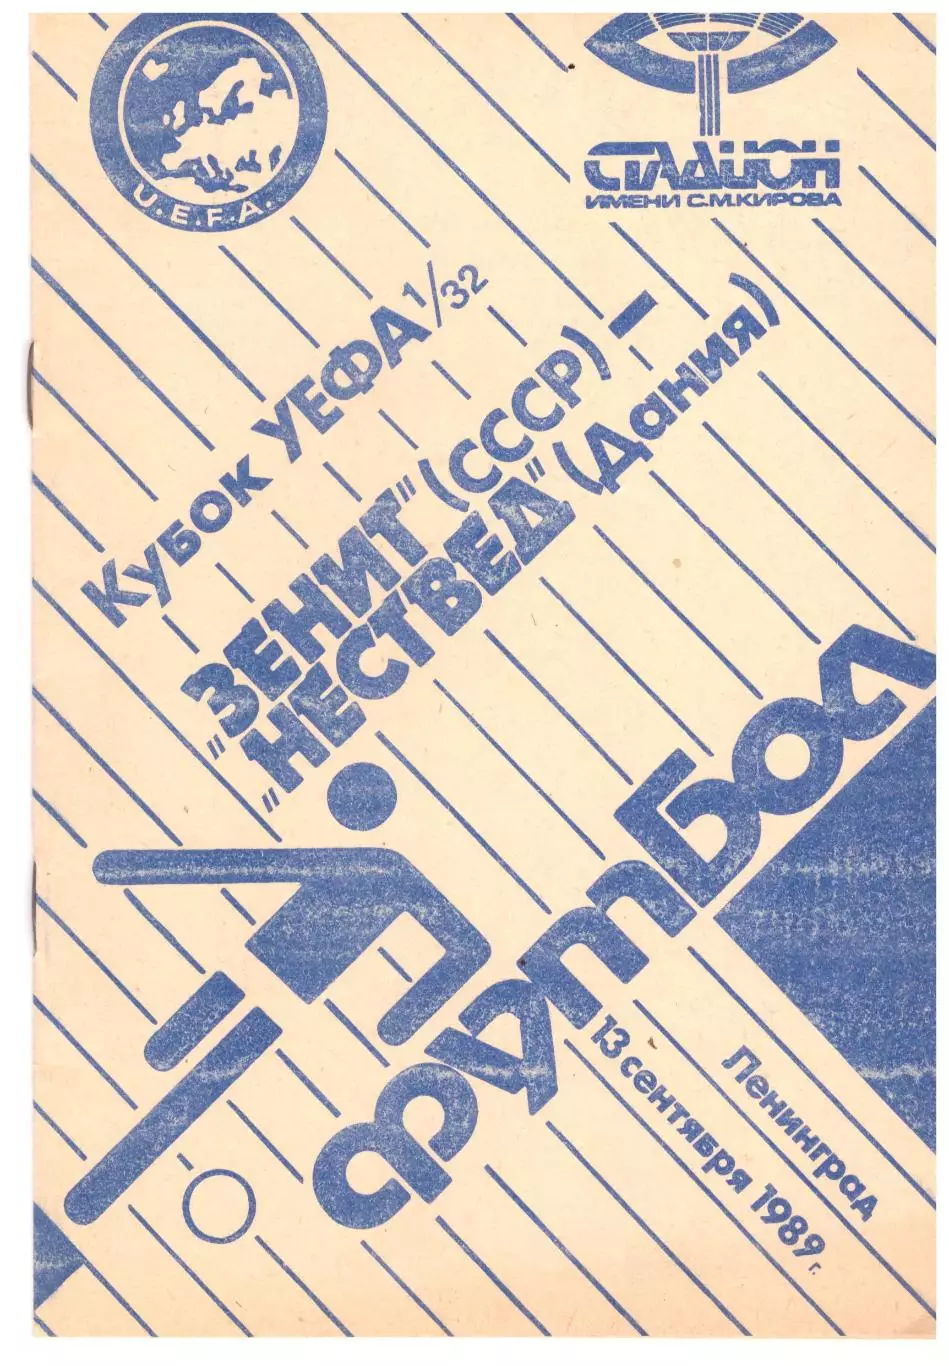 U.E.F.A.
СТАДИОН
ИМЕНИ С.М.КИРОВА
Кубок УЕФА 1/32
"ЗЕНИТ" (СССР) –
"НЕСТВЕД" (Дания)
футбол
Ленинград
13 сентября 1989 г.